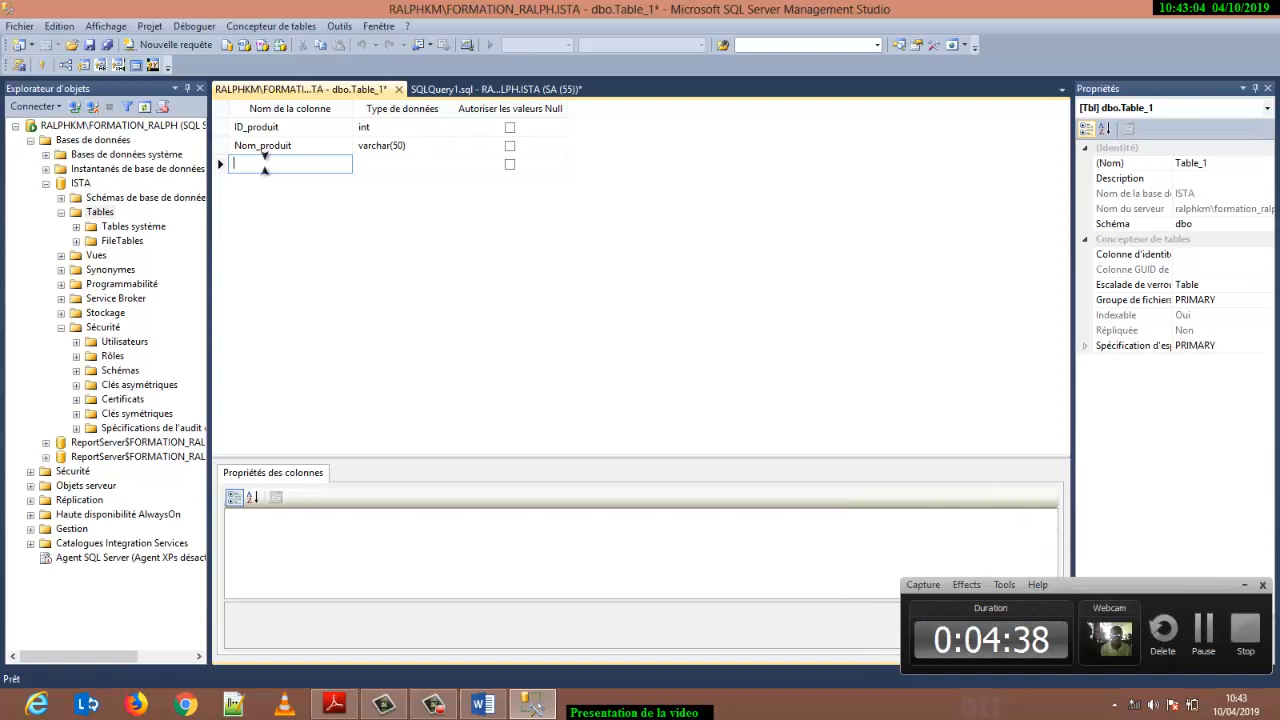 RALPHKM\FORMATION_RALPH.ISTA - dbo.Table_1* - Microsoft SQL Server Management Studio
10:43:04 04/10/2019
Fichier Edition Affichage Projet Déboguer Concepteur de tables Outils Fenêtre ?
Nouvelle requête
Explorateur d'objets
RALPHKM\FORMATI...TA - dbo.Table_1*
SQLQuery1.sql - RA...LPH.ISTA (SA (55))*
Propriétés
Connecter
[Tbl] dbo.Table_1
RALPHKM\FORMATION_RALPH (SQL S
Bases de données
Bases de données système
Instantanés de base de données
ISTA
Schémas de base de donnée
Tables
Tables système
FileTables
Vues
Synonymes
Programmabilité
Service Broker
Stockage
Sécurité
Utilisateurs
Rôles
Schémas
Clés asymétriques
Certificats
Clés symétriques
Spécifications de l'audit
ReportServer$FORMATION_RAL
ReportServer$FORMATION_RAL
Sécurité
Objets serveur
Réplication
Haute disponibilité AlwaysOn
Gestion
Catalogues Integration Services
Agent SQL Server (Agent XPs désact
Nom de la colonne Type de données Autoriser les valeurs Null
ID_produit int
Nom_produit varchar(50)
Propriétés des colonnes
(Identité)
(Nom) Table_1
Description
Nom de la base d ISTA
Nom du serveur ralphkm\formation_ralp
Schéma dbo
Concepteur de tables
Colonne d'identit
Colonne GUID de
Escalade de verrou Table
Groupe de fichiers PRIMARY
Indexable Oui
Répliquée Non
Spécification d'esp PRIMARY
Capture Effects Tools Help
Duration Webcam
0:04:38
Delete Pause Stop
Prêt
Presentation de la video
10:43
10/04/2019